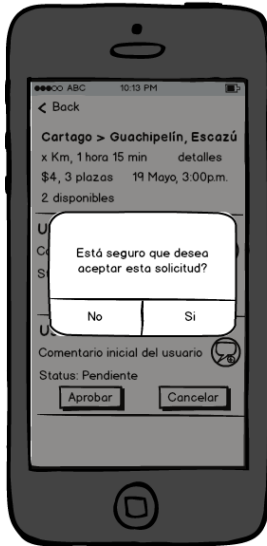 ABC 10:13 PM
< Back
Cartago > Guachipelín, Escazú
x Km, 1 hora 15 min detalles
$4, 3 plazas 19 Mayo, 3:00p.m.
2 disponibles
Está seguro que desea
aceptar esta solicitud?
No Si
Comentario inicial del usuario
Status: Pendiente
Aprobar Cancelar